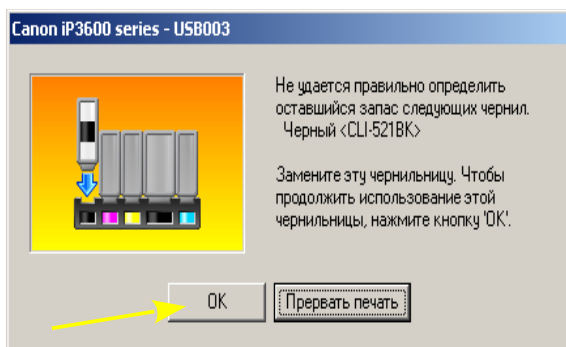 Canon iP3600 series - USB003
Не удается правильно определить
оставшийся запас следующих чернил.
Черный <CLI-521BK>
Замените эту чернильницу. Чтобы
продолжить использование этой
чернильницы, нажмите кнопку 'OK'.
OK
Прервать печать